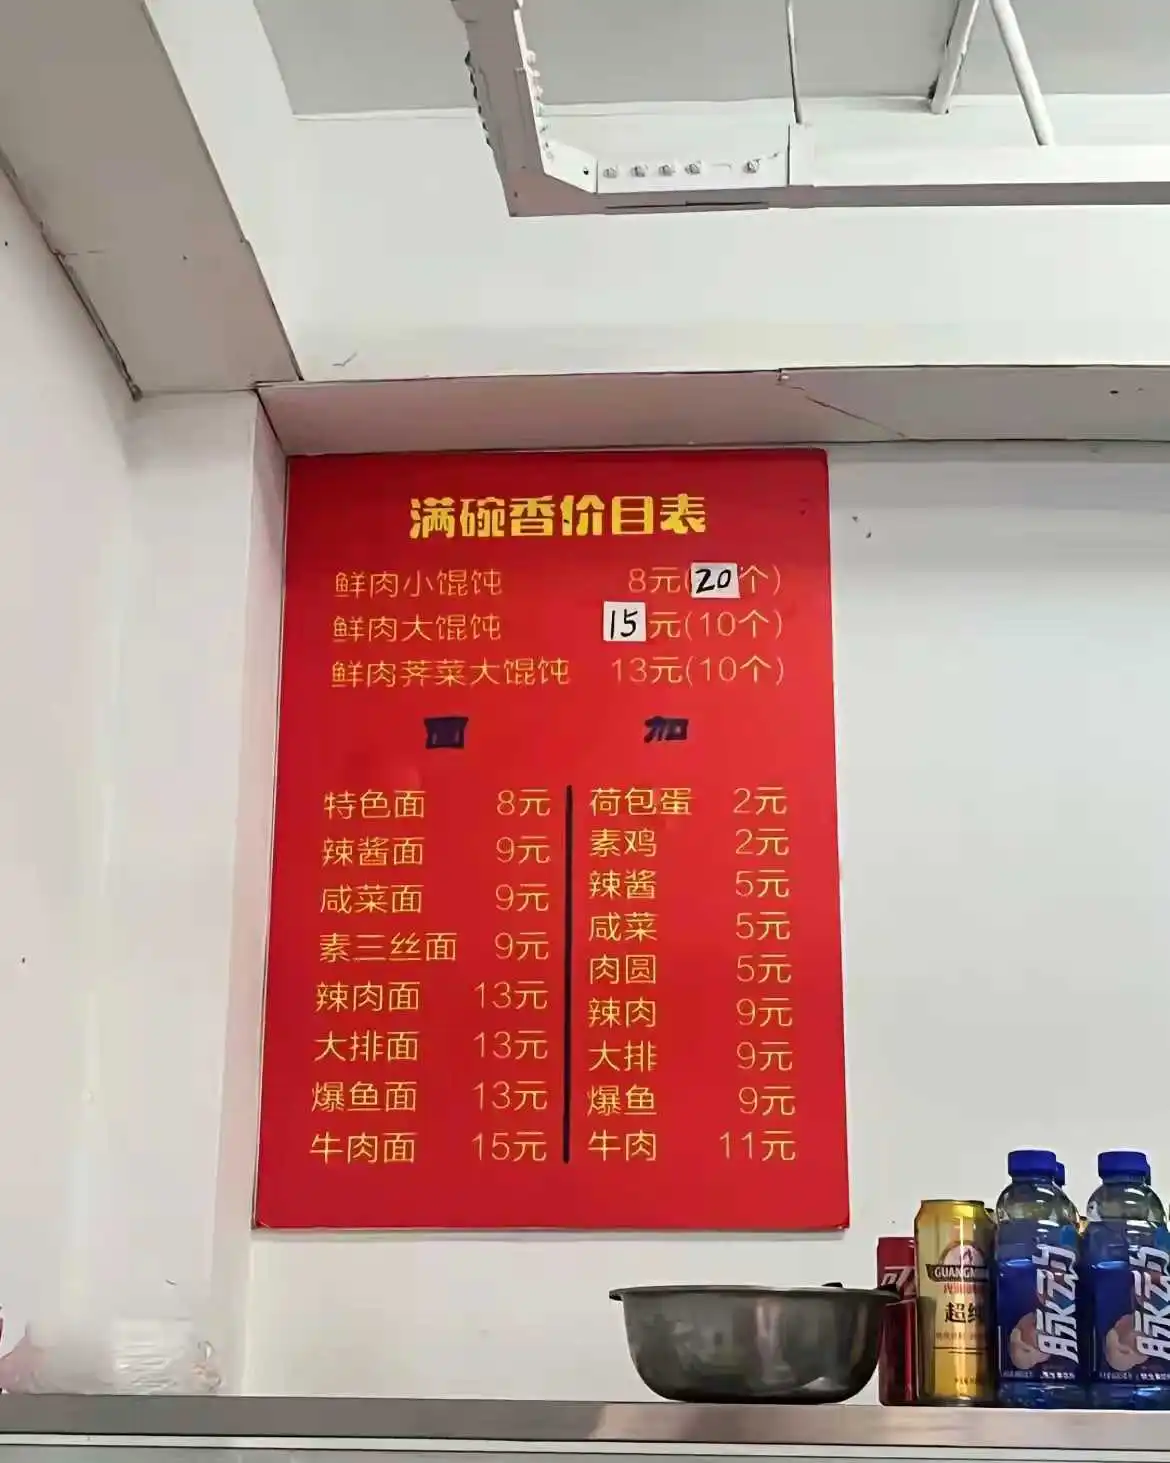 满碗香价目表
鲜肉小馄饨 8元(20个)
鲜肉大馄饨 15元(10个)
鲜肉荠菜大馄饨 13元(10个)
面 加
特色面 8元
辣酱面 9元
咸菜面 9元
素三丝面 9元
辣肉面 13元
大排面 13元
爆鱼面 13元
牛肉面 15元
荷包蛋 2元
素鸡 2元
辣酱 5元
咸菜 5元
肉圆 5元
辣肉 9元
大排 9元
爆鱼 9元
牛肉 11元
超纯
脉动
脉动